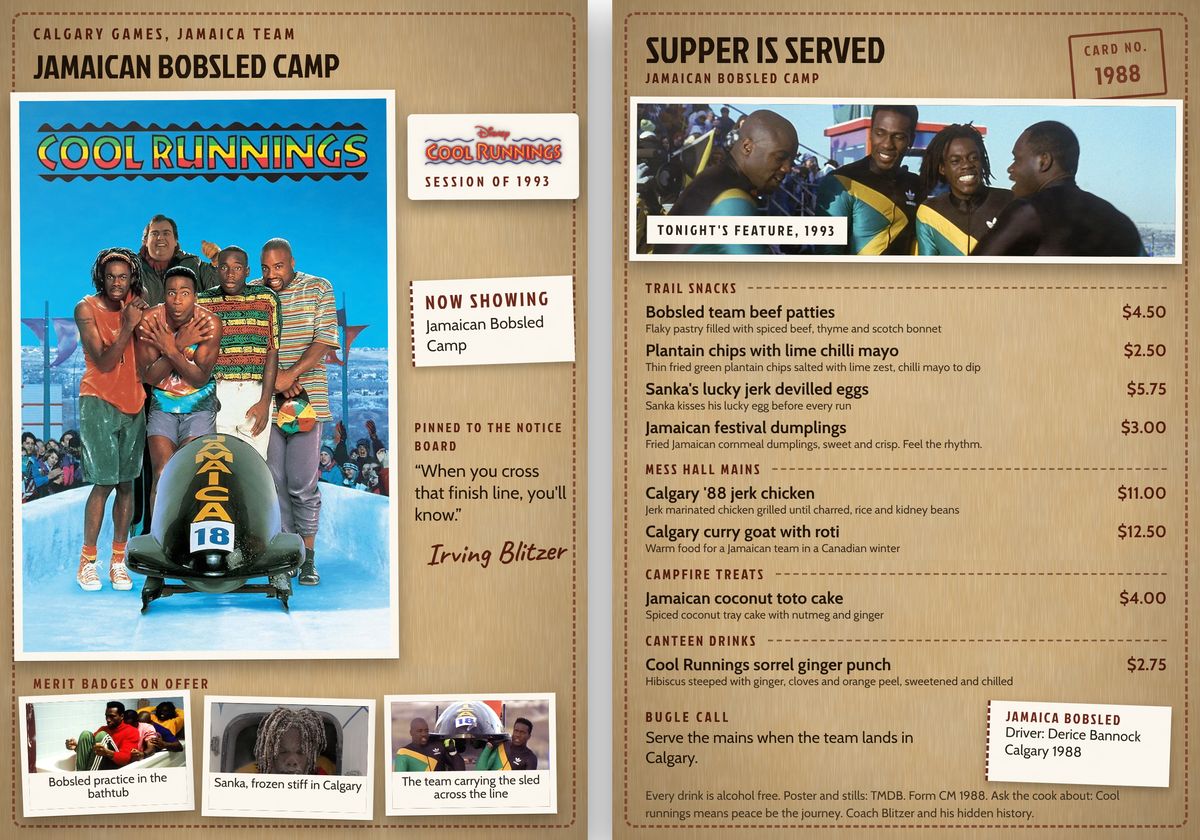 CALGARY GAMES, JAMAICA TEAM
JAMAICAN BOBSLED CAMP
COOL RUNNINGS
JAMAICA
18
Disney
COOL RUNNINGS
SESSION OF 1993
NOW SHOWING
Jamaican Bobsled
Camp
PINNED TO THE NOTICE
BOARD
“When you cross
that finish line, you'll
know.”
Irving Blitzer
MERIT BADGES ON OFFER
Bobsled practice in the
bathtub
Sanka, frozen stiff in Calgary
18
The team carrying the sled
across the line
SUPPER IS SERVED
JAMAICAN BOBSLED CAMP
CARD NO.
1988
TONIGHT'S FEATURE, 1993
TRAIL SNACKS
Bobsled team beef patties $4.50
Flaky pastry filled with spiced beef, thyme and scotch bonnet
Plantain chips with lime chilli mayo $2.50
Thin fried green plantain chips salted with lime zest, chilli mayo to dip
Sanka's lucky jerk devilled eggs $5.75
Sanka kisses his lucky egg before every run
Jamaican festival dumplings $3.00
Fried Jamaican cornmeal dumplings, sweet and crisp. Feel the rhythm.
MESS HALL MAINS
Calgary '88 jerk chicken $11.00
Jerk marinated chicken grilled until charred, rice and kidney beans
Calgary curry goat with roti $12.50
Warm food for a Jamaican team in a Canadian winter
CAMPFIRE TREATS
Jamaican coconut toto cake $4.00
Spiced coconut tray cake with nutmeg and ginger
CANTEEN DRINKS
Cool Runnings sorrel ginger punch $2.75
Hibiscus steeped with ginger, cloves and orange peel, sweetened and chilled
BUGLE CALL
Serve the mains when the team lands in
Calgary.
JAMAICA BOBSLED
Driver: Derice Bannock
Calgary 1988
Every drink is alcohol free. Poster and stills: TMDB. Form CM 1988. Ask the cook about: Cool
runnings means peace be the journey. Coach Blitzer and his hidden history.